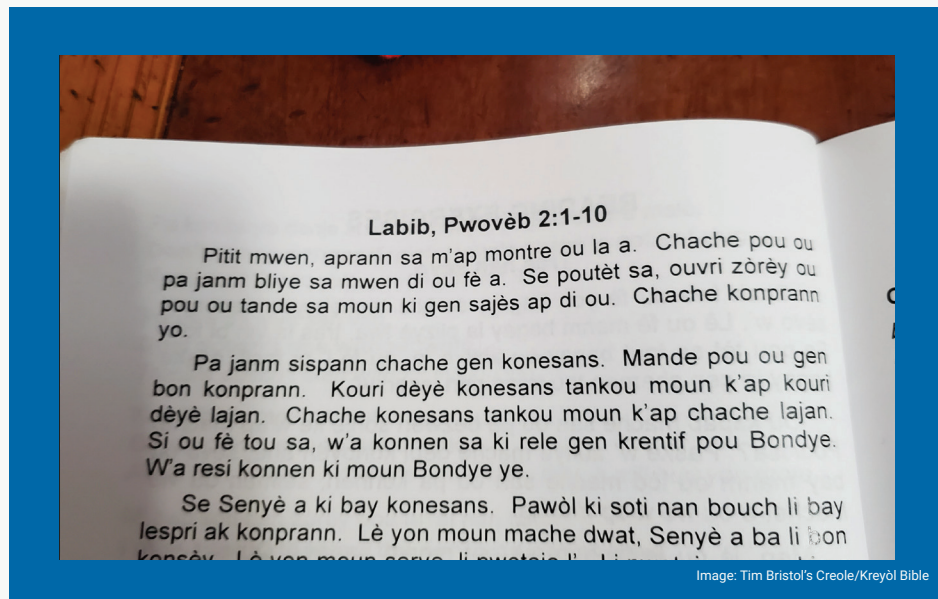 Labib, Pwovèb 2:1-10
Pitit mwen, aprann sa m'ap montre ou la a. Chache pou ou
pa janm bliye sa mwen di ou fè a. Se poutèt sa, ouvri zòrèy ou
pou ou tande sa moun ki gen sajès ap di ou. Chache konprann
yo.
Pa janm sispann chache gen konesans. Mande pou ou gen
bon konprann. Kouri dèyè konesans tankou moun k'ap kouri
dèyè lajan. Chache konesans tankou moun k'ap chache lajan.
Si ou fè tou sa, w'a konnen sa ki rele gen krentif pou Bondye.
W'a resi konnen ki moun Bondye ye.
Se Senyè a ki bay konesans. Pawòl ki soti nan bouch li bay
lespri ak konprann. Lè yon moun mache dwat, Senyè a ba li bon
konsèy. Lè yon moun
Image: Tim Bristol's Creole/Kreyòl Bible